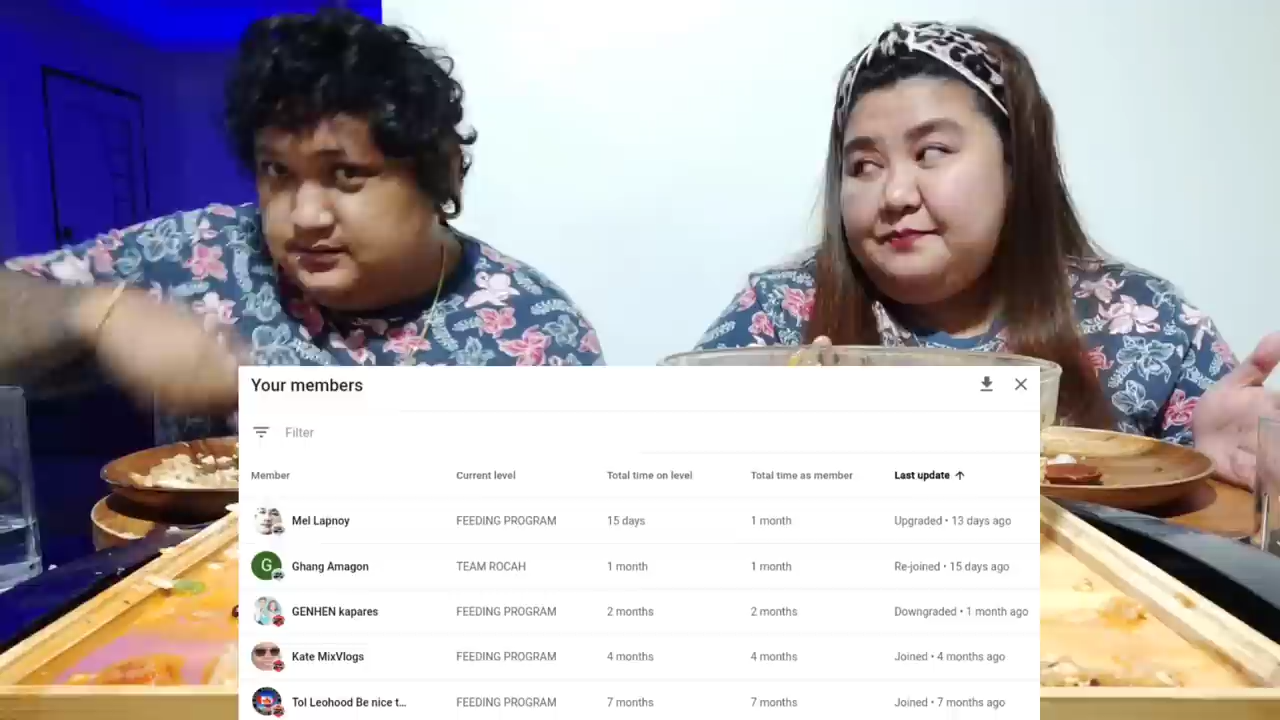 Your members
Filter
Member Current level Total time on level Total time as member Last update
Mel Lapnoy FEEDING PROGRAM 15 days 1 month Upgraded • 13 days ago
G Ghang Amagon TEAM ROCAH 1 month 1 month Re-joined • 15 days ago
GENHEN kapares FEEDING PROGRAM 2 months 2 months Downgraded • 1 month ago
Kate MixVlogs FEEDING PROGRAM 4 months 4 months Joined • 4 months ago
Tol Leohood Be nice t... FEEDING PROGRAM 7 months 7 months Joined • 7 months ago